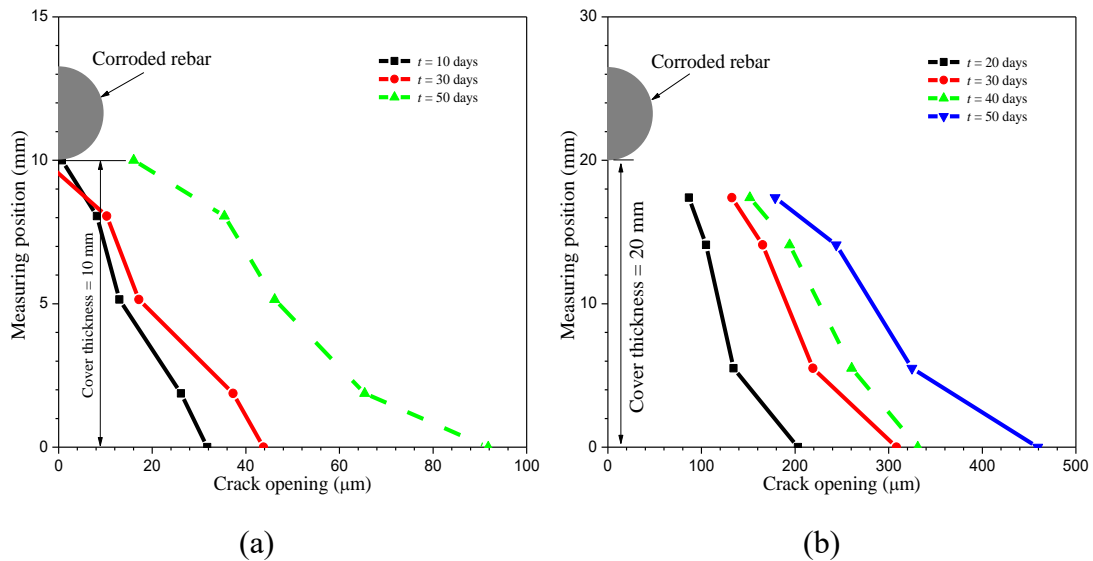 15
10
5
0
Measuring position (mm)
Corroded rebar
t = 10 days
t = 30 days
t = 50 days
Cover thickness = 10 mm
0 20 40 60 80 100
Crack opening (μm)
(a)
30
20
10
0
Measuring position (mm)
Corroded rebar
t = 20 days
t = 30 days
t = 40 days
t = 50 days
Cover thickness = 20 mm
0 100 200 300 400 500
Crack opening (μm)
(b)